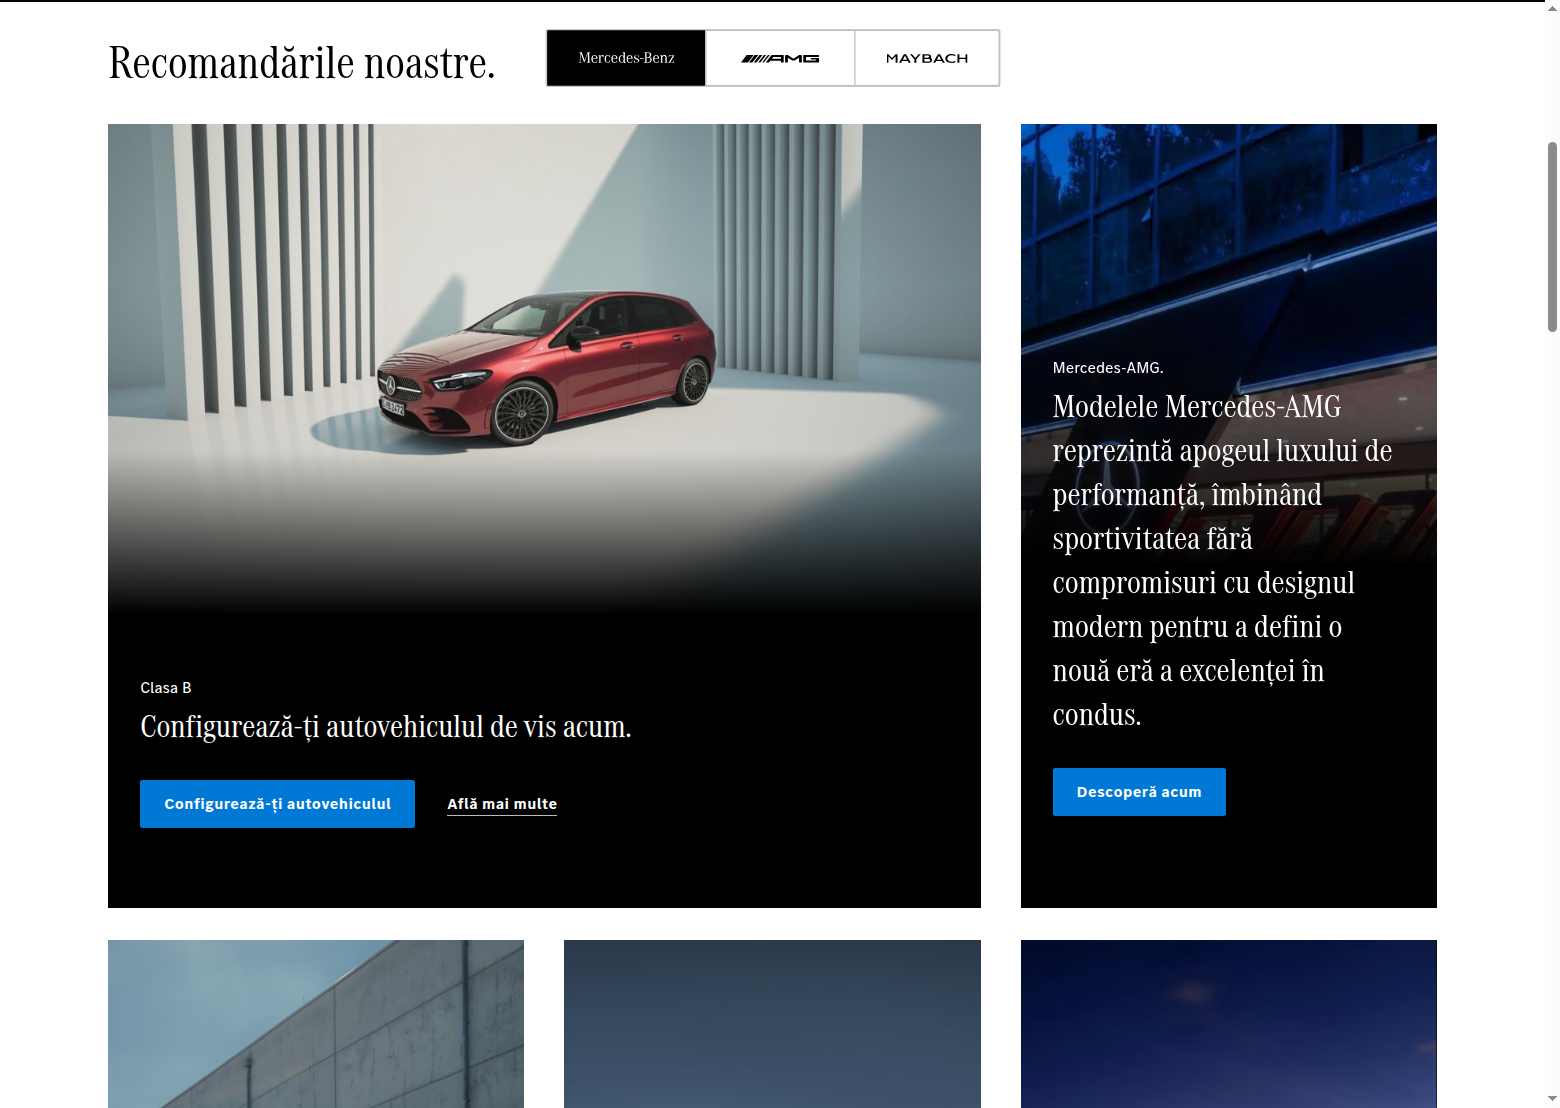 Recomandările noastre.
Mercedes-Benz
AMG
MAYBACH
Clasa B
Configurează-ți autovehiculul de vis acum.
Configurează-ți autovehiculul
Află mai multe
Mercedes-AMG.
Modelele Mercedes-AMG
reprezintă apogeul luxului de
performanță, îmbinând
sportivitatea fără
compromisuri cu designul
modern pentru a defini o
nouă eră a excelenței în
condus.
Descoperă acum